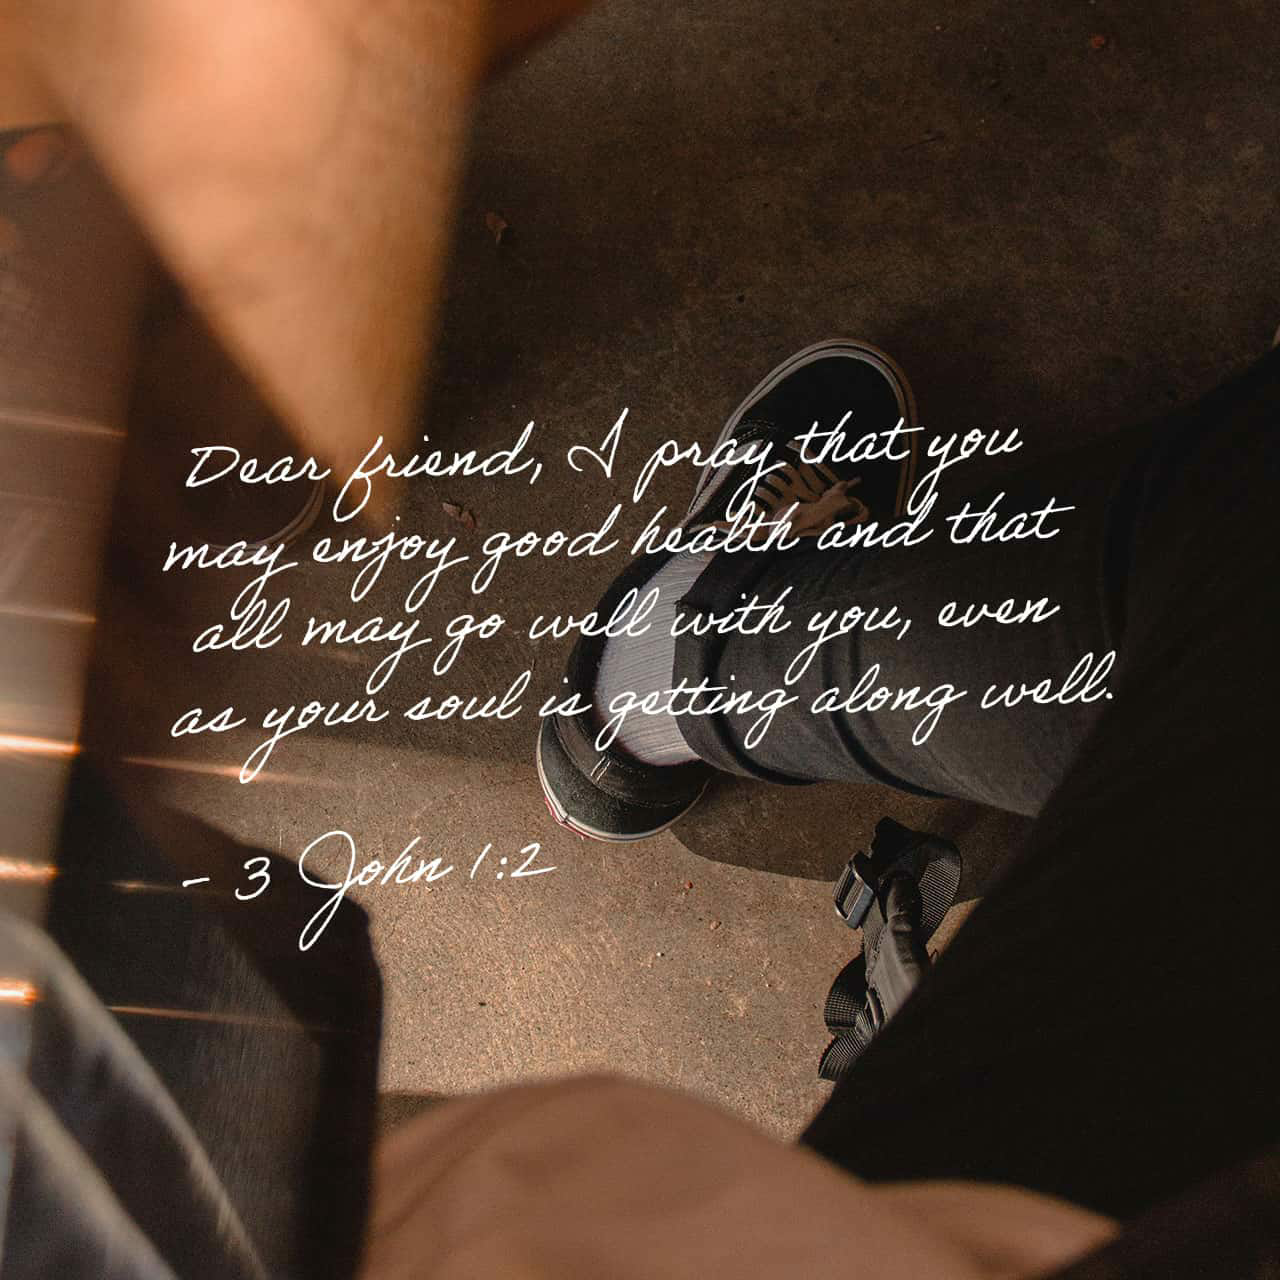 Dear friend, I pray that you
may enjoy good health and that
all may go well with you, even
as your soul is getting along well.
- 3 John 1:2